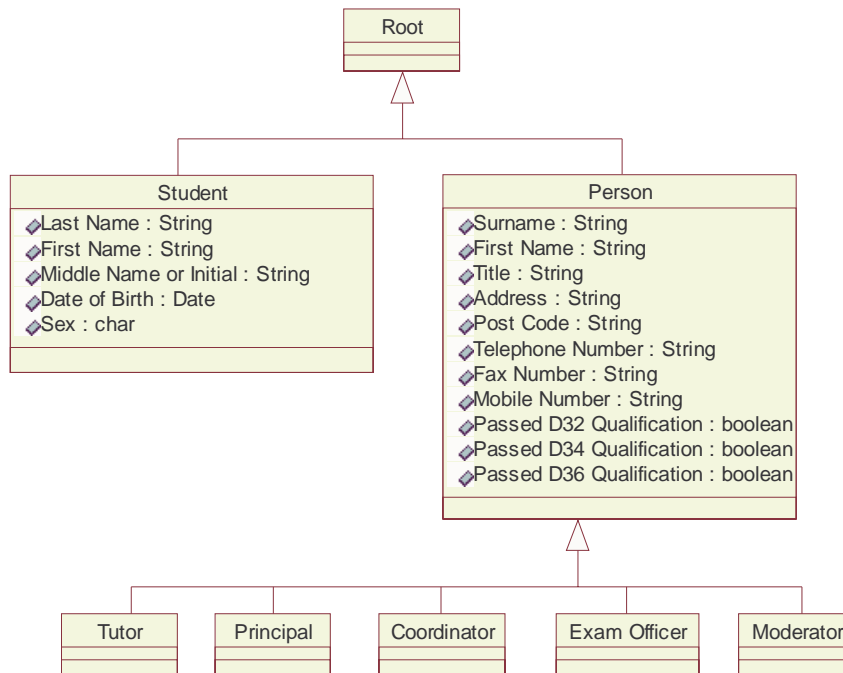 Root
Student
Last Name : String
First Name : String
Middle Name or Initial : String
Date of Birth : Date
Sex : char
Person
Surname : String
First Name : String
Title : String
Address : String
Post Code : String
Telephone Number : String
Fax Number : String
Mobile Number : String
Passed D32 Qualification : boolean
Passed D34 Qualification : boolean
Passed D36 Qualification : boolean
Tutor
Principal
Coordinator
Exam Officer
Moderator